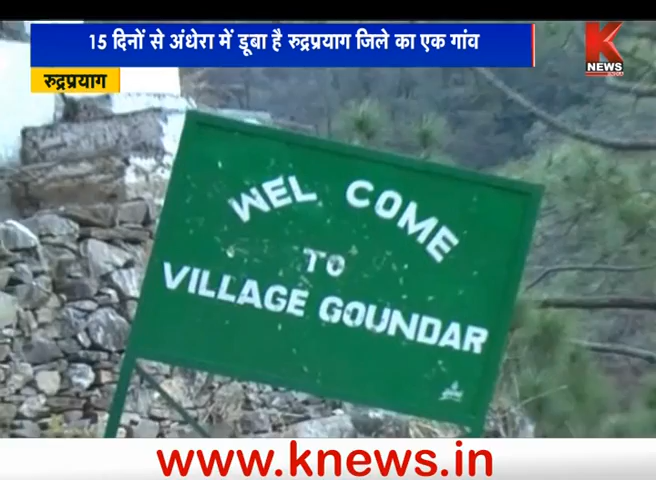 15 दिनों से अंधेरा में डूबा है रुद्रप्रयाग जिले का एक गांव
K
NEWS
रुद्रप्रयाग
WEL COME
TO
VILLAGE GOUNDAR
www.knews.in